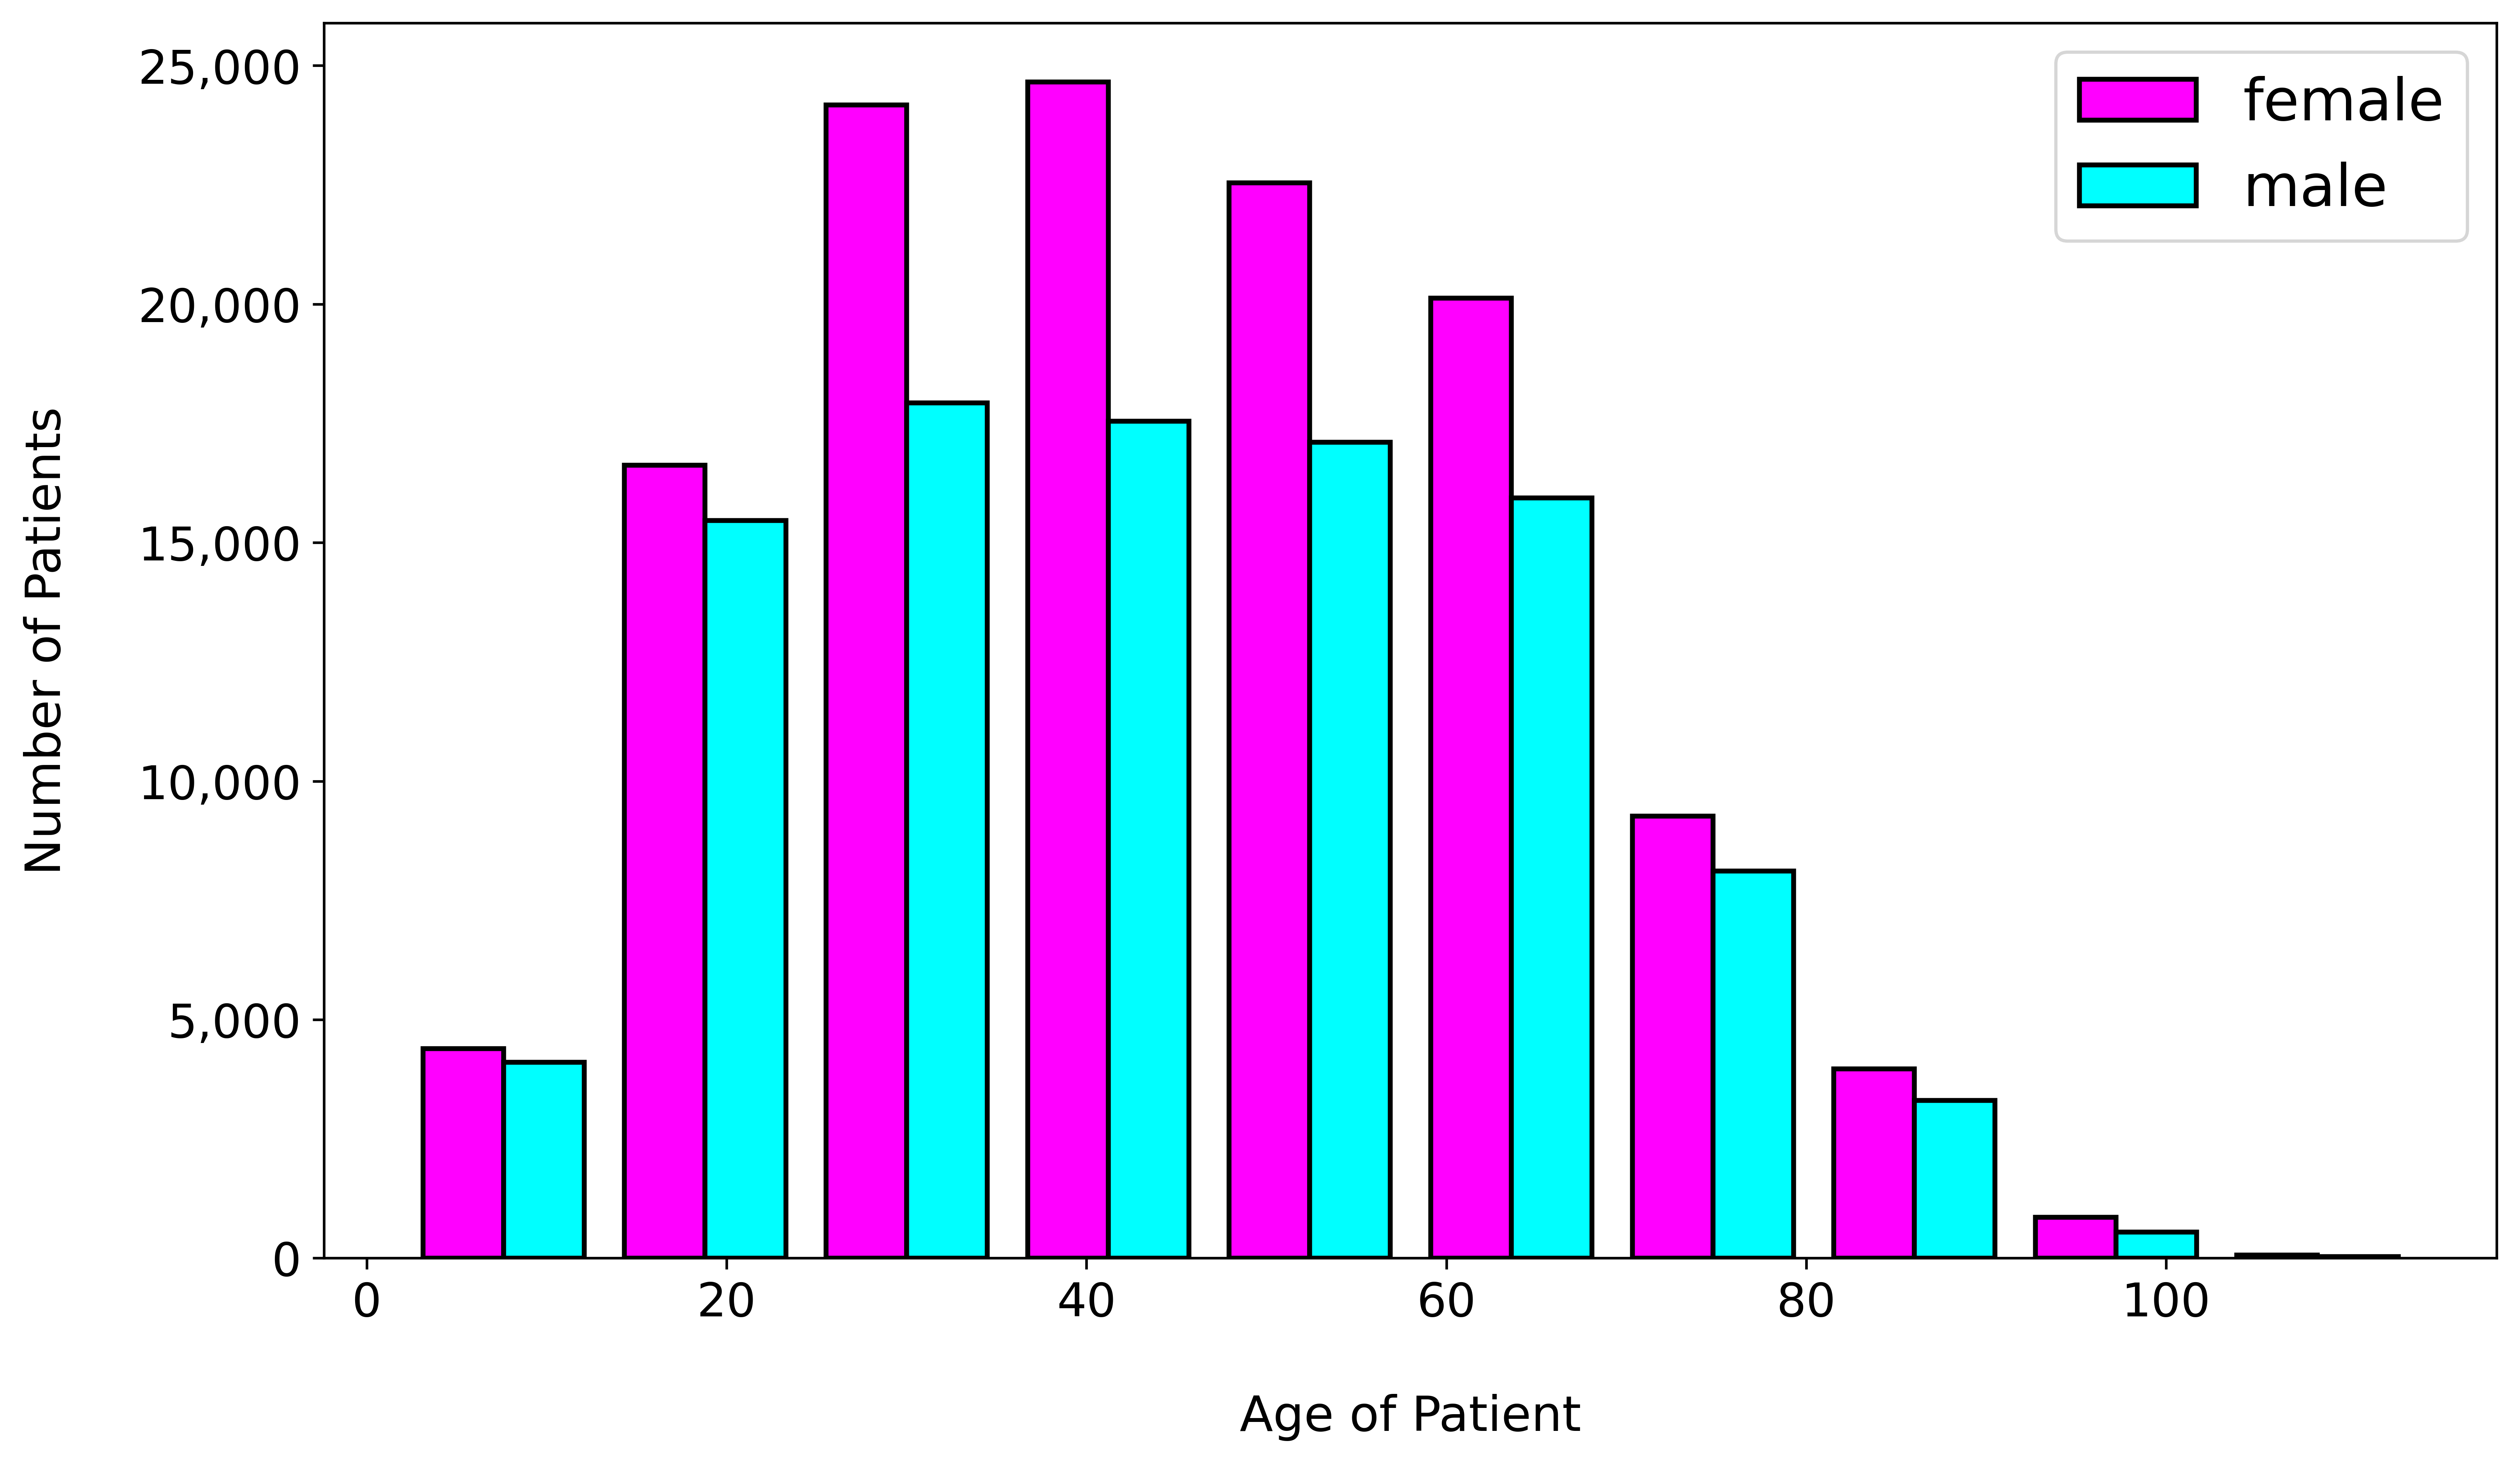 25,000
20,000
15,000
10,000
5,000
0
Number of Patients
female
male
0 20 40 60 80 100
Age of Patient